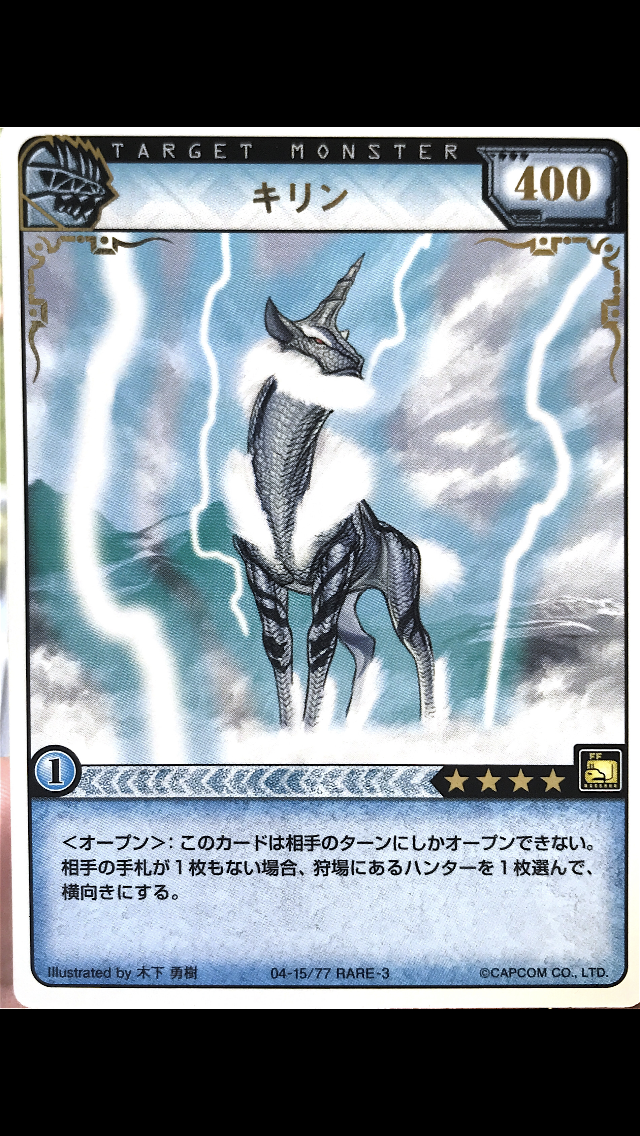 TARGET MONSTER
キリン
400
1
<オープン>：このカードは相手のターンにしかオープンできない。
相手の手札が１枚もない場合、狩場にあるハンターを１枚選んで、
横向きにする。
Illustrated by 木下 勇樹 04-15/77 RARE-3 ©CAPCOM CO., LTD.